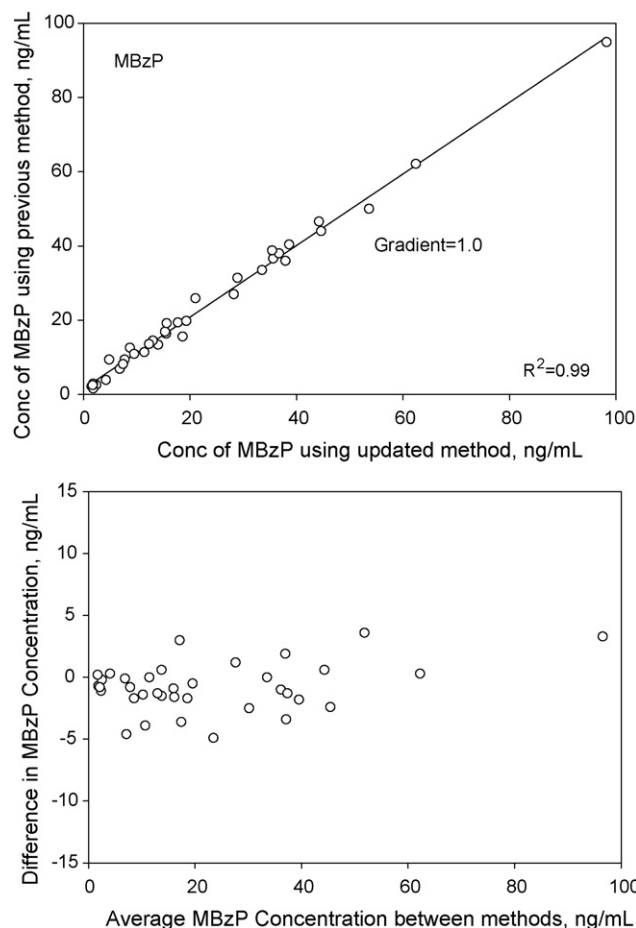 100
80
60
40
20
0
Conc of MBzP using previous method, ng/mL
MBzP
Gradient=1.0
R²=0.99
0 20 40 60 80 100
Conc of MBzP using updated method, ng/mL
15
10
5
0
-5
-10
-15
Difference in MBzP Concentration, ng/mL
0 20 40 60 80 100
Average MBzP Concentration between methods, ng/mL